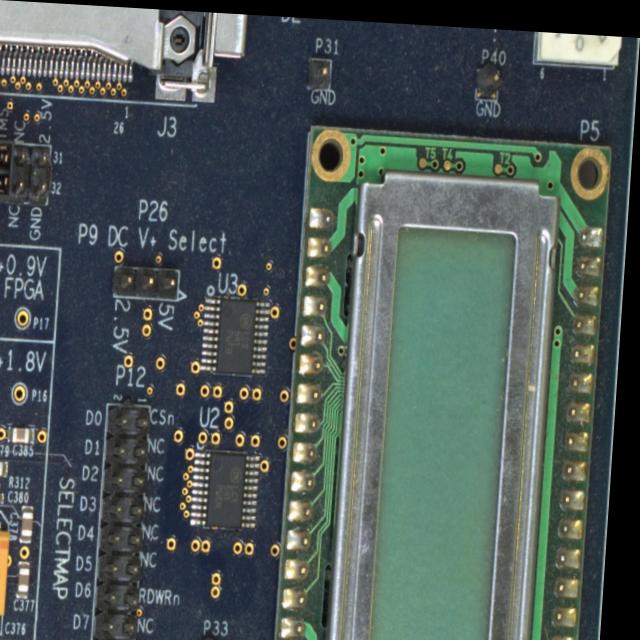 P31
GND
P40
GND
P5
T5 T4
T2
1
26
J3
2.5V
NC
31
32
NC
GND
P26
P9 DC V+ Select
2.5V
5V
U3
+0.9V
FPGA
P17
+1.8V
P16
P12
D0
CSn
D1
NC
D2
NC
D3
NC
D4
NC
D5
NC
D6
RDWRn
D7
NC
U2
SELECTMAP
C385
R312
C380
C377
C376
P33